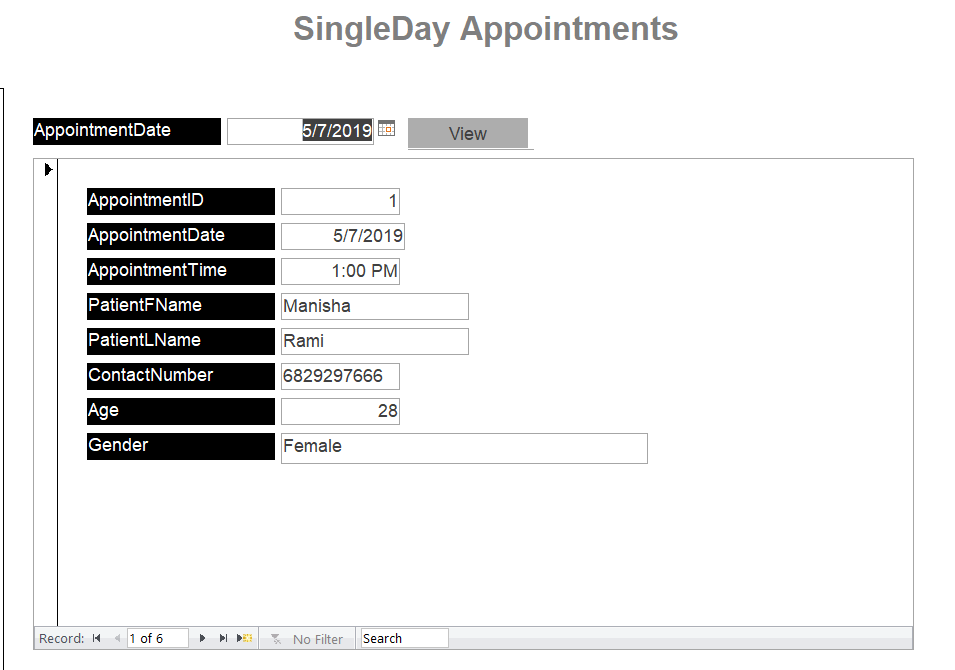 SingleDay Appointments
AppointmentDate 5/7/2019 View
AppointmentID 1
AppointmentDate 5/7/2019
AppointmentTime 1:00 PM
PatientFName Manisha
PatientLName Rami
ContactNumber 6829297666
Age 28
Gender Female
Record: 1 of 6 No Filter Search